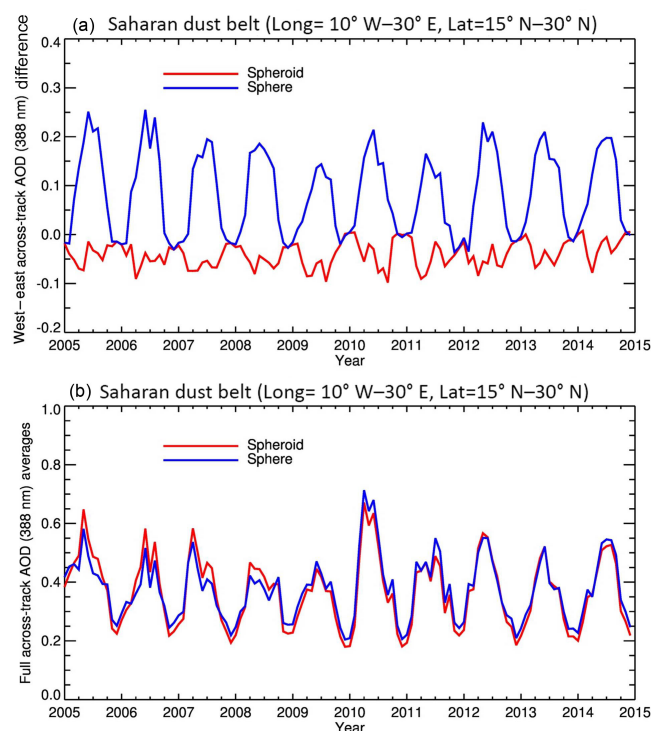 (a) Saharan dust belt (Long= 10° W–30° E, Lat=15° N–30° N)
West–east across-track AOD (388 nm) difference
0.4
0.3
0.2
0.1
0.0
-0.1
-0.2
Spheroid
Sphere
2005 2006 2007 2008 2009 2010 2011 2012 2013 2014 2015
Year
(b) Saharan dust belt (Long= 10° W–30° E, Lat=15° N–30° N)
Full across-track AOD (388 nm) averages
1.0
0.8
0.6
0.4
0.2
0.0
Spheroid
Sphere
2005 2006 2007 2008 2009 2010 2011 2012 2013 2014 2015
Year